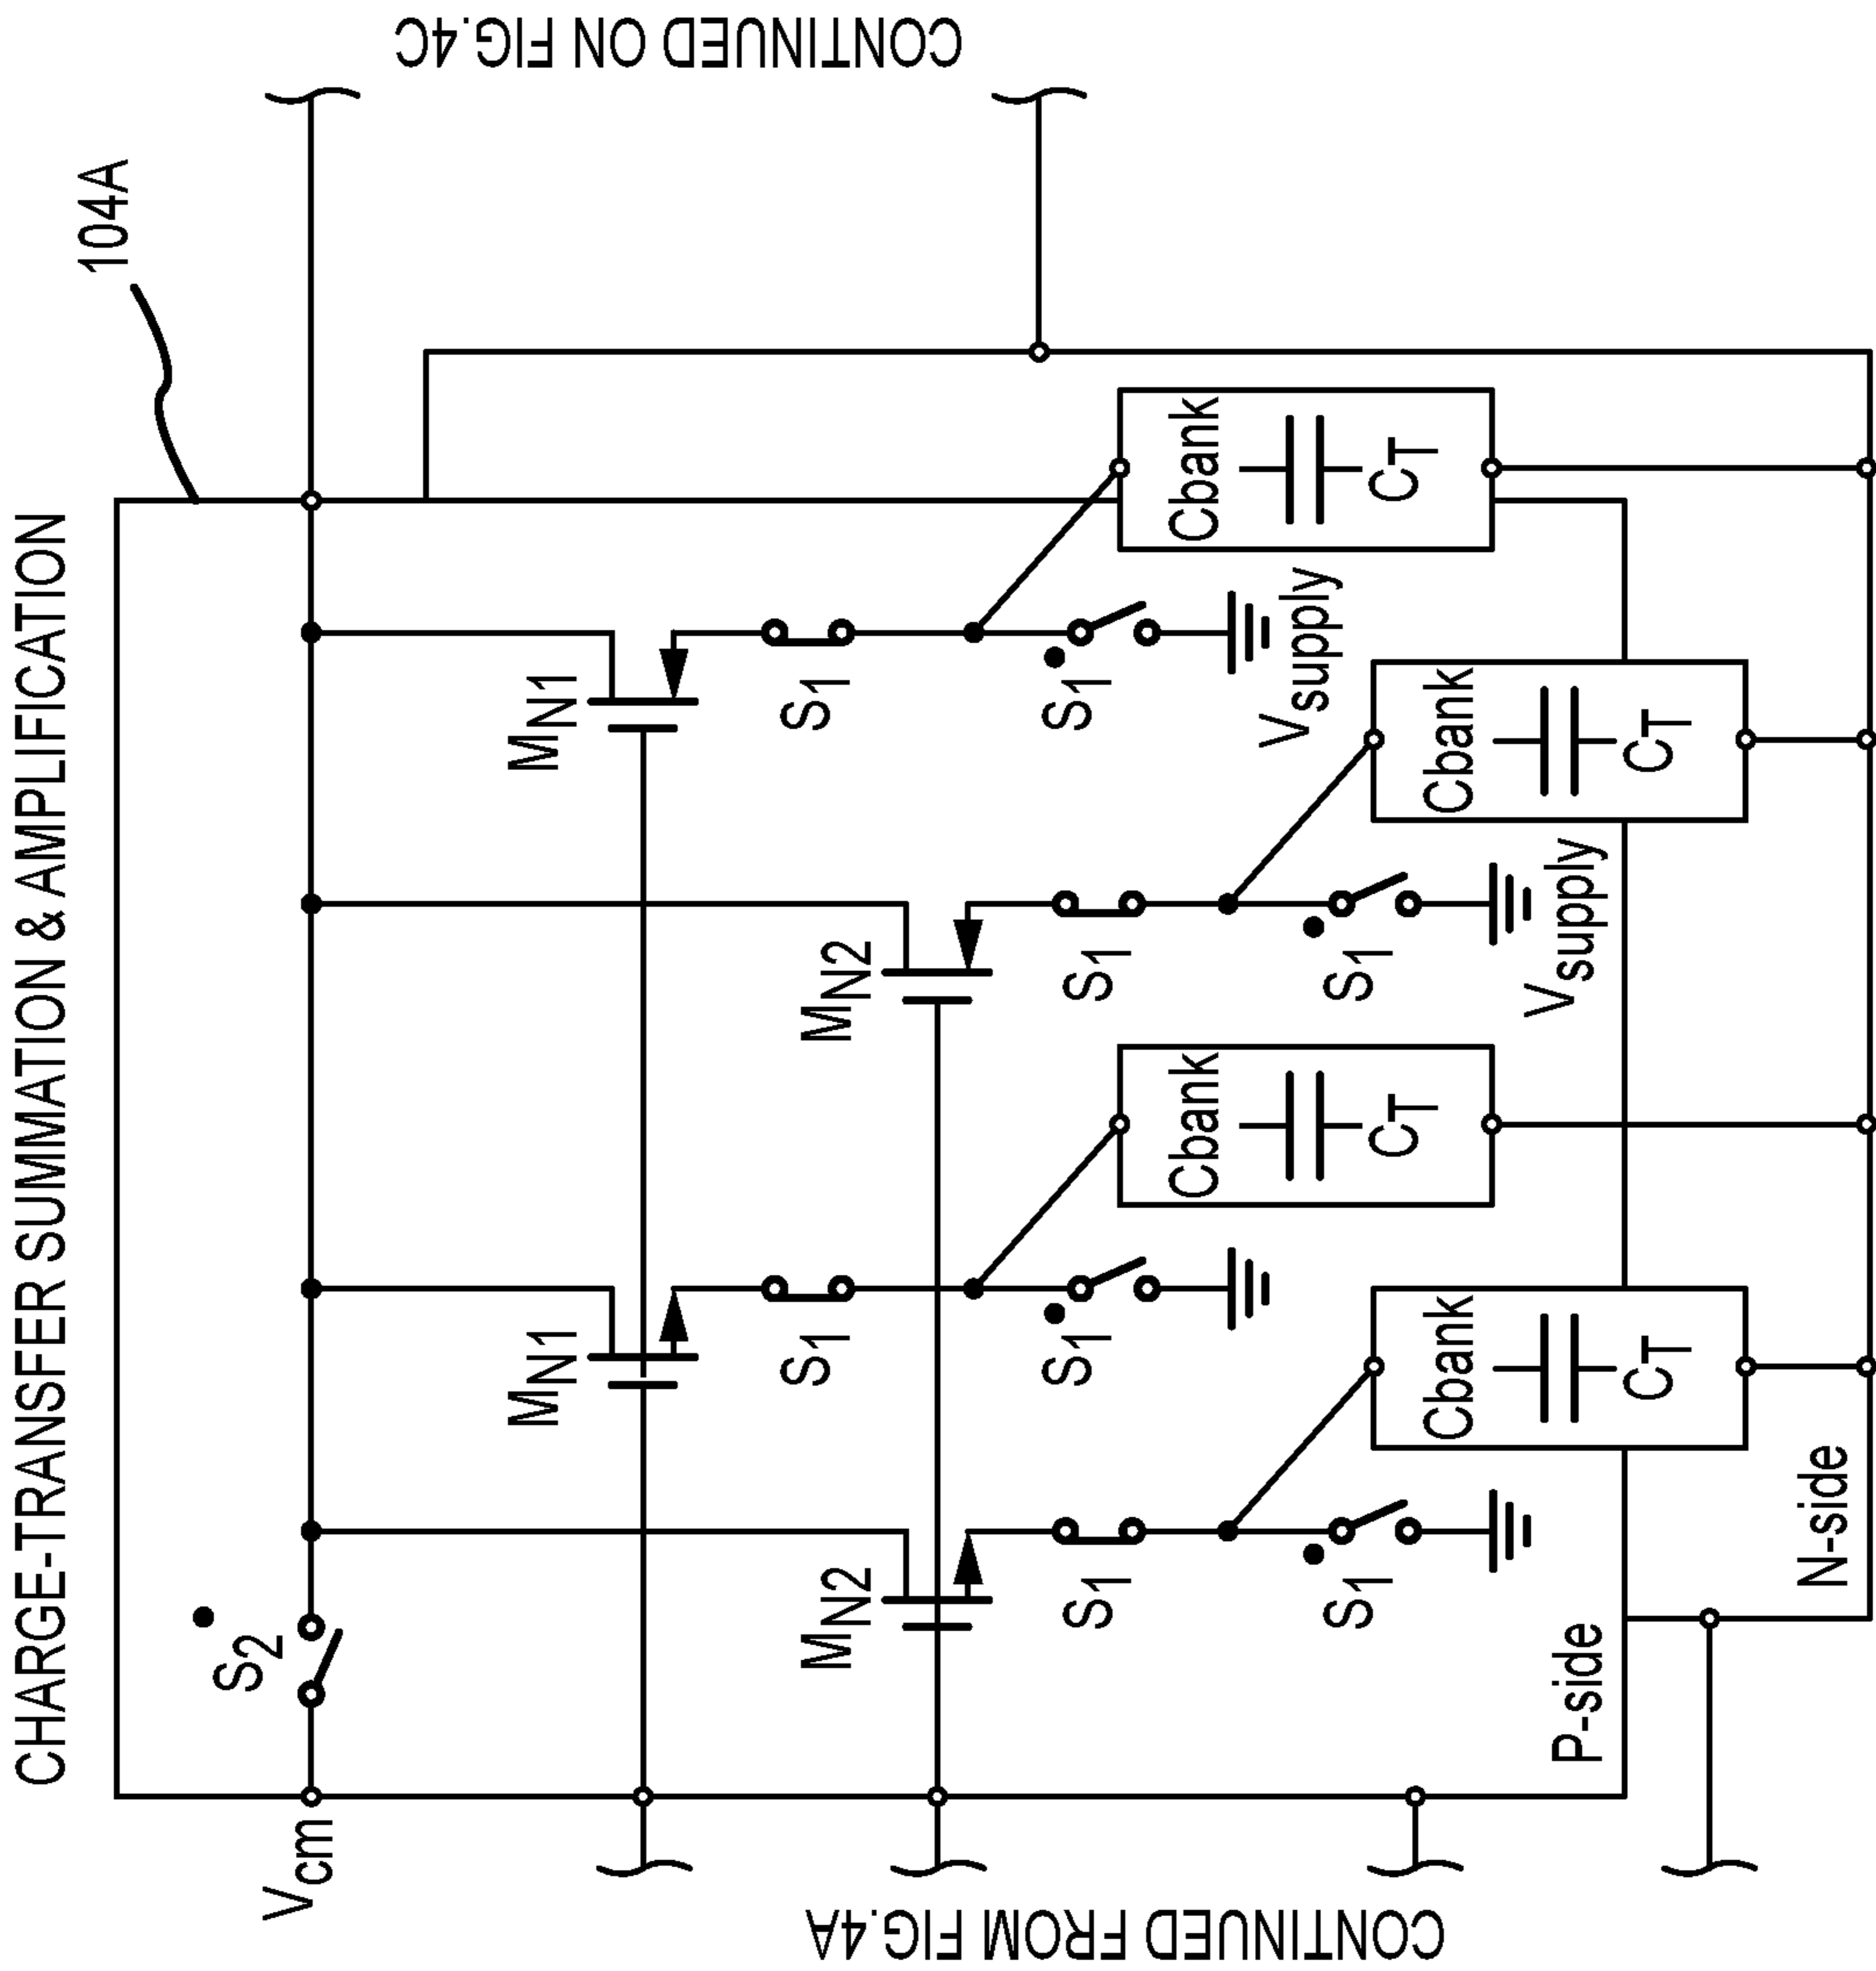 CHARGE-TRANSFER SUMMATION & AMPLIFICATION
104A
CONTINUED ON FIG.4C
CONTINUED FROM FIG.4A
Vcm
S2
MN2
MN1
MN2
MN1
S1
S1
S1
S1
S1
S1
S1
S1
Vsupply
Vsupply
Cbank
CT
Cbank
CT
Cbank
CT
Cbank
CT
P-side
N-side